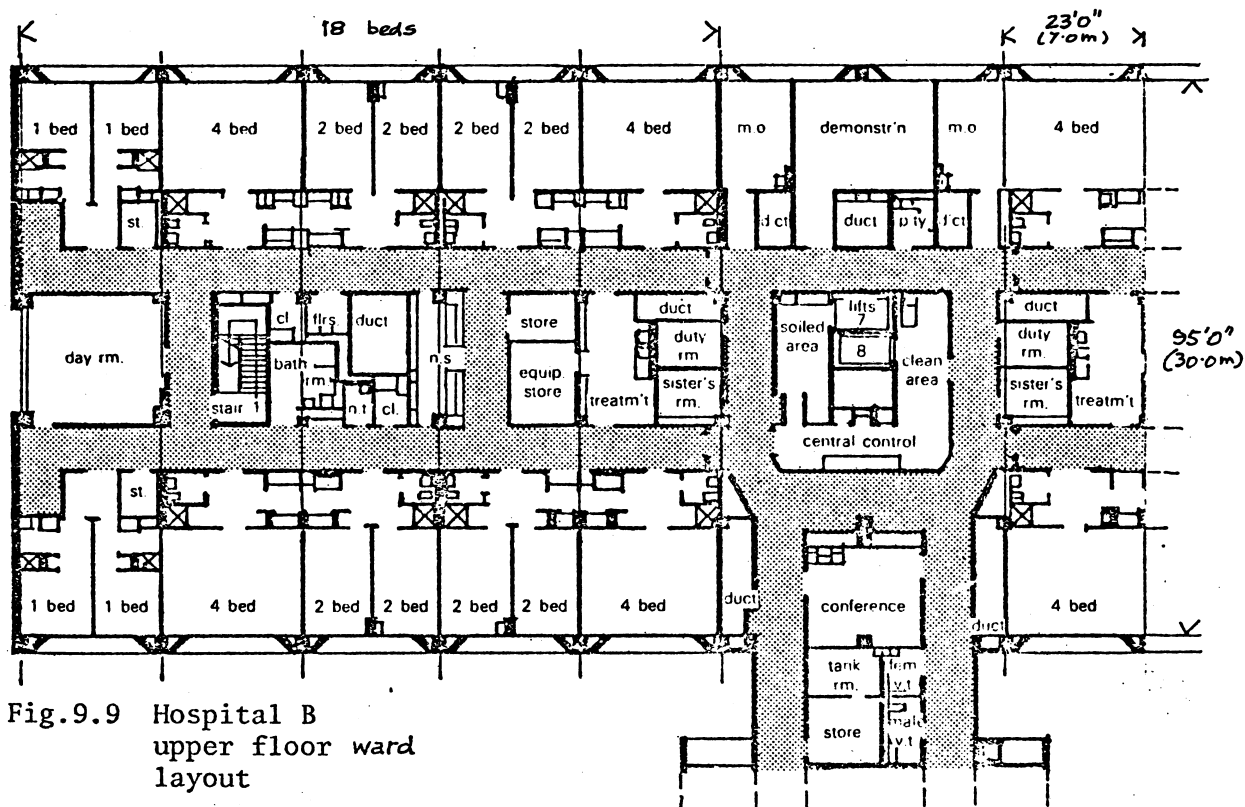 18 beds
23'0"
(7.0m)
1 bed
1 bed
4 bed
2 bed
2 bed
2 bed
2 bed
4 bed
m.o
demonstr'n
m.o
4 bed
st.
d ct
duct
p ty
d ct
day rm.
stair 1
cl.
flrs.
duct
bath
rm.
n.t
cl.
n.s
store
equip.
store
treatm't
duct
duty
rm
sister's
rm.
soiled
area
lifts
7
8
clean
area
central control
duct
duty
rm.
sister's
rm.
treatm't
95'0"
(30.0m)
st.
1 bed
1 bed
4 bed
2 bed
2 bed
2 bed
2 bed
4 bed
duct
conference
duct
4 bed
tank
rm.
fem
v.t
store
male
v.t
Fig.9.9 Hospital B
upper floor ward
layout